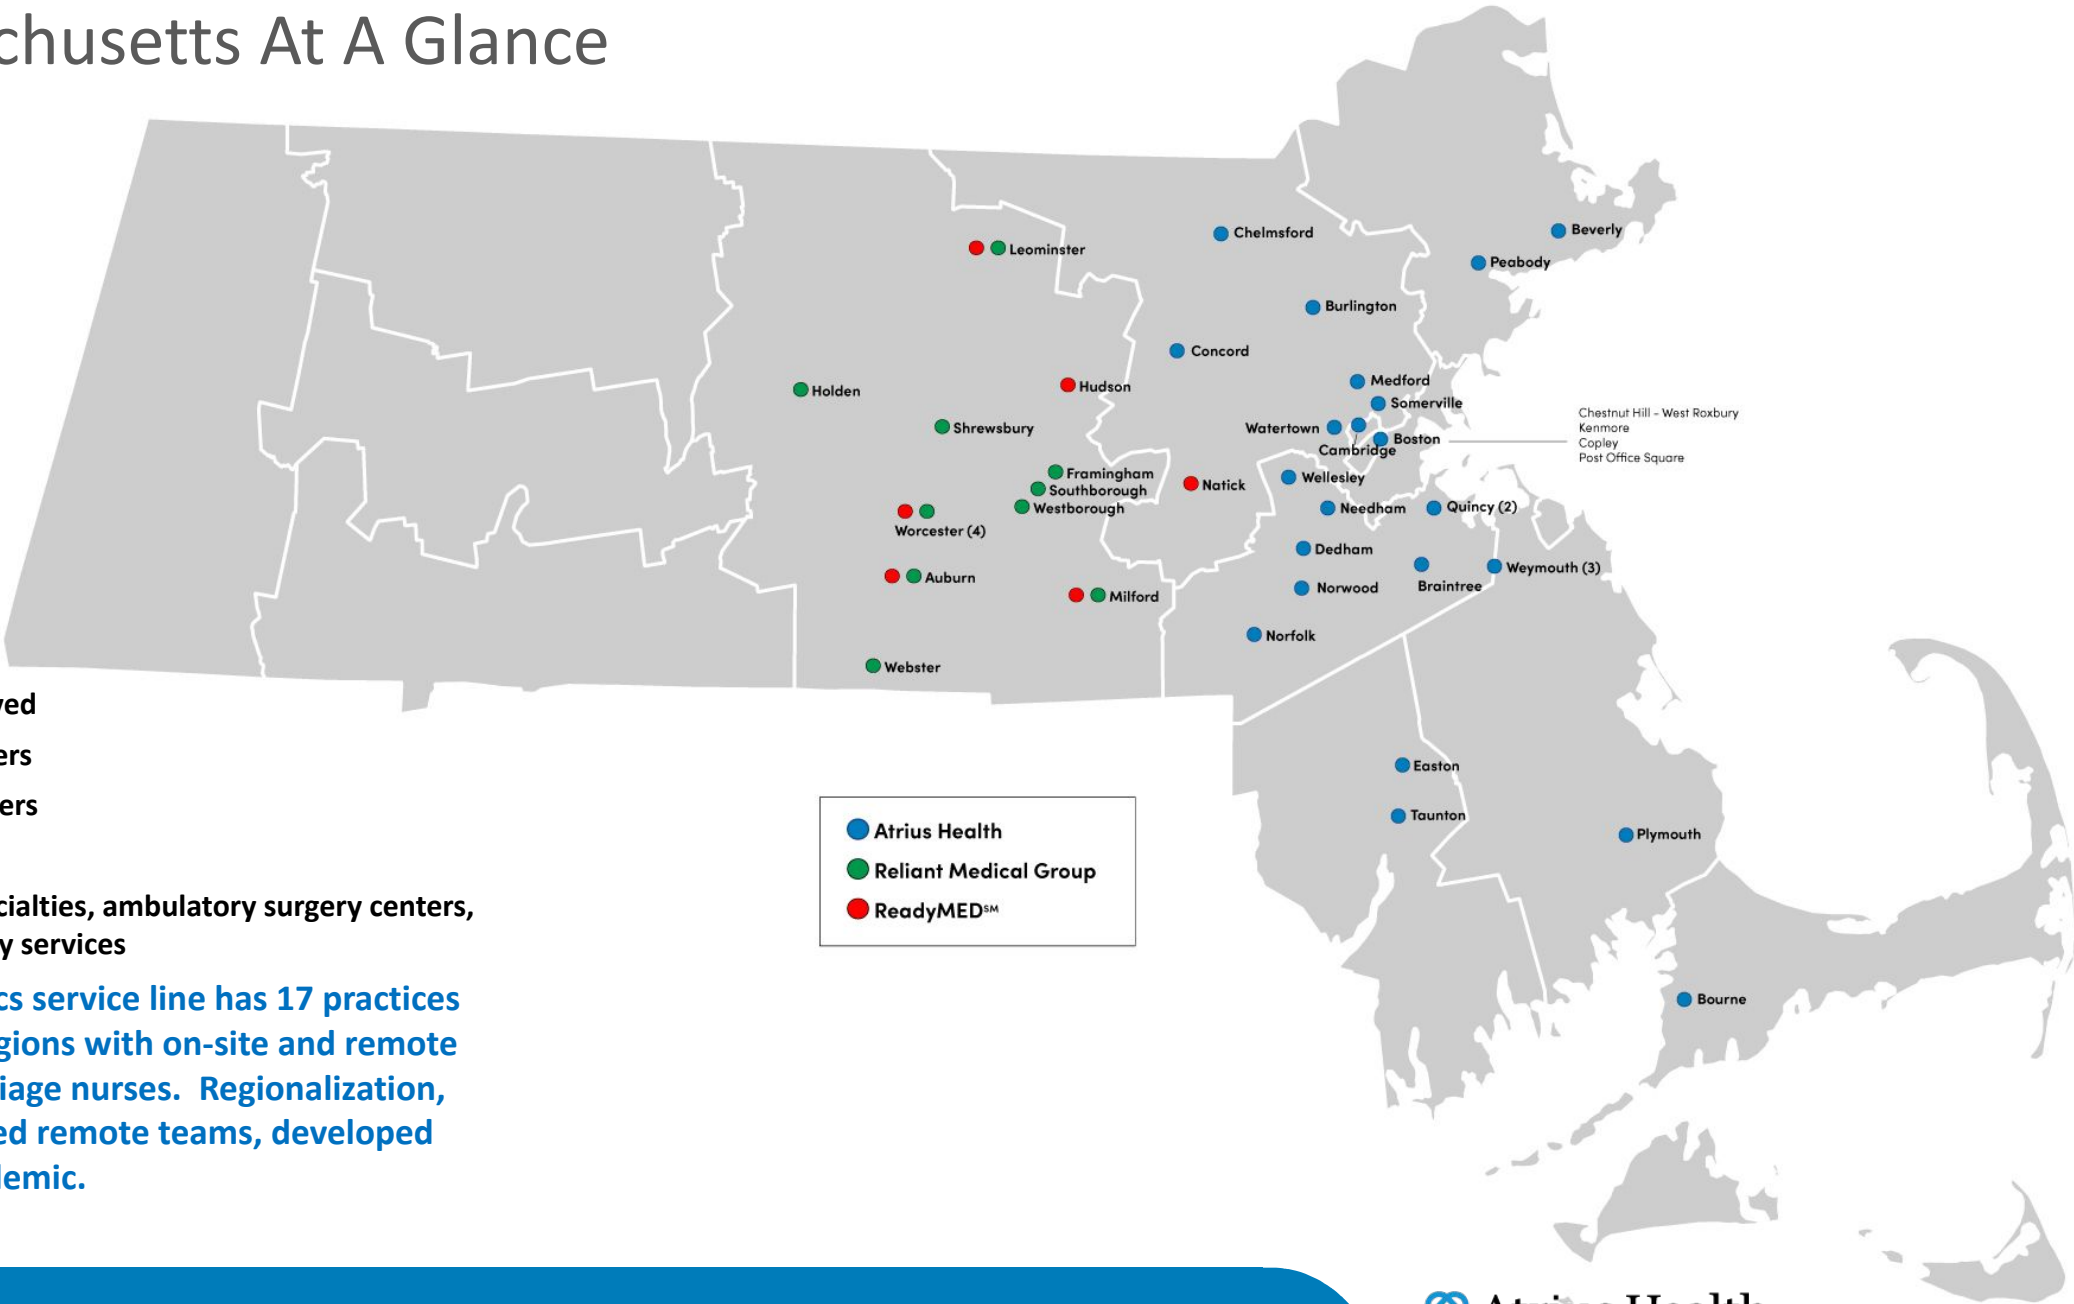 chusetts At A Glance
Chelmsford
Beverly
Leominster
Peabody
Burlington
Concord
Medford
Holden
Hudson
Somerville
Shrewsbury
Watertown
Boston
Cambridge
Chestnut Hill - West Roxbury
Kenmore
Copley
Post Office Square
Framingham
Southborough
Westborough
Natick
Wellesley
Needham
Quincy (2)
Worcester (4)
Dedham
Auburn
Weymouth (3)
Norwood
Braintree
Milford
Norfolk
Webster
Easton
Taunton
Plymouth
Bourne
Atrius Health
Reliant Medical Group
ReadyMED℠
ved
ers
ers
cialties, ambulatory surgery centers,
y services
cs service line has 17 practices
gions with on-site and remote
iage nurses. Regionalization,
ed remote teams, developed
demic.
Atrius Health